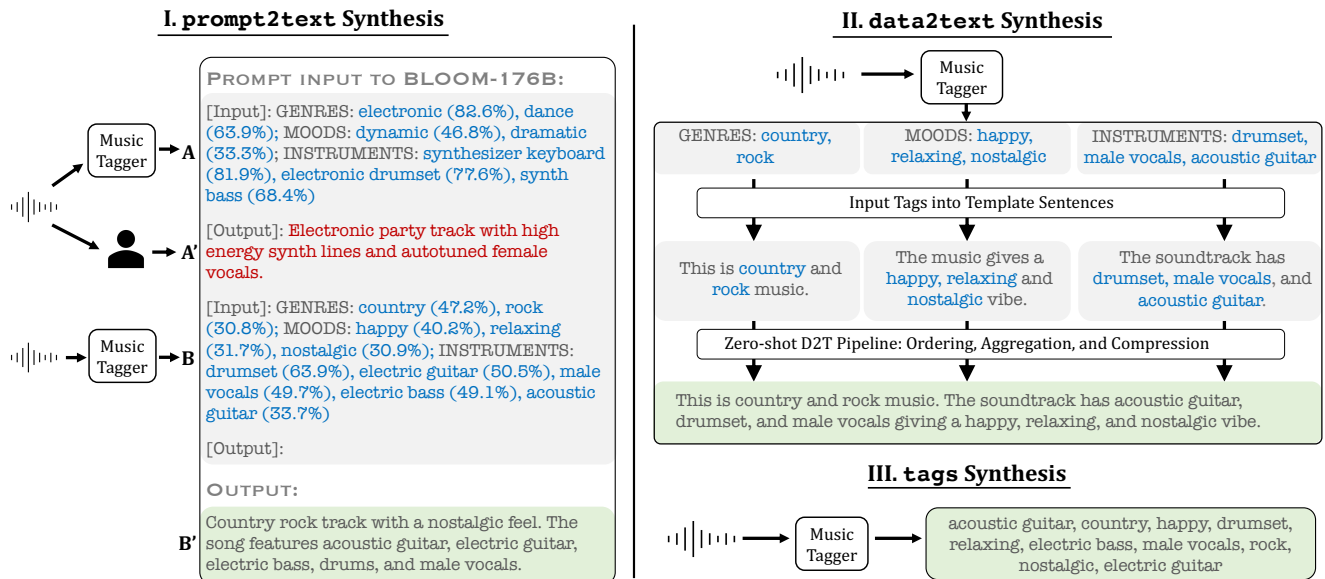 I. prompt2text Synthesis
PROMPT INPUT TO BLOOM-176B:
Music
Tagger
A
[Input]: GENRES: electronic (82.6%), dance
(63.9%); MOODS: dynamic (46.8%), dramatic
(33.3%); INSTRUMENTS: synthesizer keyboard
(81.9%), electronic drumset (77.6%), synth
bass (68.4%)
A'
[Output]: Electronic party track with high
energy synth lines and autotuned female
vocals.
Music
Tagger
B
[Input]: GENRES: country (47.2%), rock
(30.8%); MOODS: happy (40.2%), relaxing
(31.7%), nostalgic (30.9%); INSTRUMENTS:
drumset (63.9%), electric guitar (50.5%), male
vocals (49.7%), electric bass (49.1%), acoustic
guitar (33.7%)
[Output]:
OUTPUT:
B'
Country rock track with a nostalgic feel. The
song features acoustic guitar, electric guitar,
electric bass, drums, and male vocals.
II. data2text Synthesis
Music
Tagger
GENRES: country,
rock
MOODS: happy,
relaxing, nostalgic
INSTRUMENTS: drumset,
male vocals, acoustic guitar
Input Tags into Template Sentences
This is country and
rock music.
The music gives a
happy, relaxing and
nostalgic vibe.
The soundtrack has
drumset, male vocals, and
acoustic guitar.
Zero-shot D2T Pipeline: Ordering, Aggregation, and Compression
This is country and rock music. The soundtrack has acoustic guitar,
drumset, and male vocals giving a happy, relaxing, and nostalgic vibe.
III. tags Synthesis
Music
Tagger
acoustic guitar, country, happy, drumset,
relaxing, electric bass, male vocals, rock,
nostalgic, electric guitar